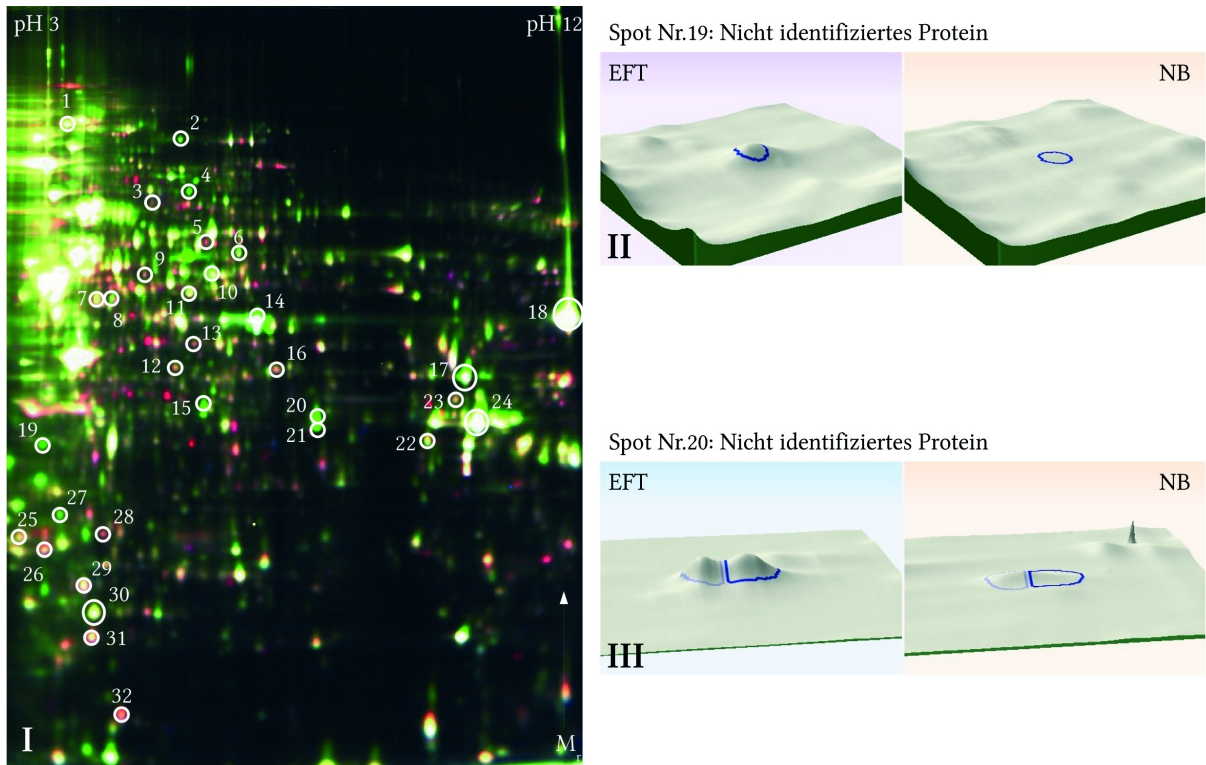 pH 3
pH 12
1
2
3
4
5
6
9
7
8
11
10
14
18
13
12
16
17
15
23
24
20
21
19
22
27
25
28
26
29
30
31
32
I
M r
Spot Nr.19: Nicht identifiziertes Protein
EFT
NB
II
Spot Nr.20: Nicht identifiziertes Protein
EFT
NB
III